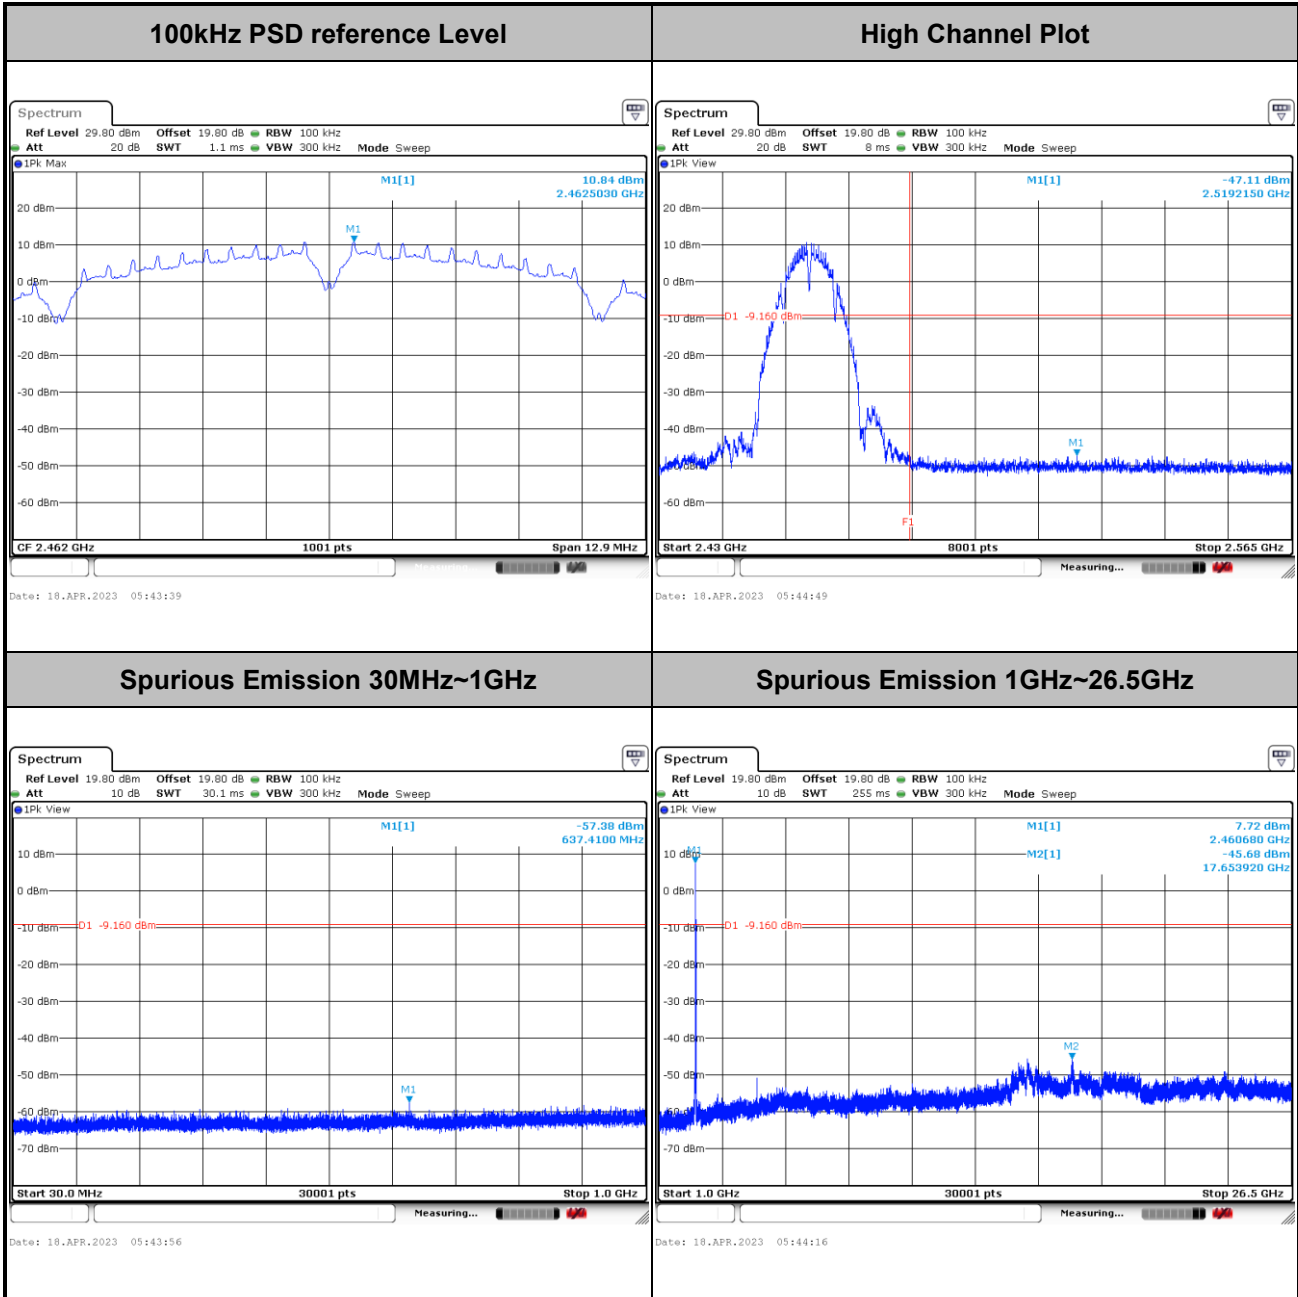 100kHz PSD reference Level
Spectrum
Ref Level 29.80 dBm Offset 19.80 dB RBW 100 kHz
Att 20 dB SWT 1.1 ms VBW 300 kHz Mode Sweep
1Pk Max
M1[1] 10.84 dBm
2.4625030 GHz
20 dBm
M1
10 dBm
0 dBm
-10 dBm
-20 dBm
-30 dBm
-40 dBm
-50 dBm
-60 dBm
CF 2.462 GHz 1001 pts Span 12.9 MHz
Measuring...
Date: 18.APR.2023 05:43:39
High Channel Plot
Spectrum
Ref Level 29.80 dBm Offset 19.80 dB RBW 100 kHz
Att 20 dB SWT 8 ms VBW 300 kHz Mode Sweep
1Pk View
M1[1] -47.11 dBm
2.5192150 GHz
20 dBm
10 dBm
0 dBm
-10 dBm
D1 -9.160 dBm
-20 dBm
-30 dBm
-40 dBm
M1
-50 dBm
-60 dBm
F1
Start 2.43 GHz 8001 pts Stop 2.565 GHz
Measuring...
Date: 18.APR.2023 05:44:49
Spurious Emission 30MHz~1GHz
Spectrum
Ref Level 19.80 dBm Offset 19.80 dB RBW 100 kHz
Att 10 dB SWT 30.1 ms VBW 300 kHz Mode Sweep
1Pk View
M1[1] -57.38 dBm
637.4100 MHz
10 dBm
0 dBm
D1 -9.160 dBm
-10 dBm
-20 dBm
-30 dBm
-40 dBm
-50 dBm
M1
-60 dBm
-70 dBm
Start 30.0 MHz 30001 pts Stop 1.0 GHz
Measuring...
Date: 18.APR.2023 05:43:56
Spurious Emission 1GHz~26.5GHz
Spectrum
Ref Level 19.80 dBm Offset 19.80 dB RBW 100 kHz
Att 10 dB SWT 255 ms VBW 300 kHz Mode Sweep
1Pk View
M1[1] 7.72 dBm
2.460680 GHz
M2[1] -45.68 dBm
17.653920 GHz
10 dBm
M1
0 dBm
D1 -9.160 dBm
-10 dBm
-20 dBm
-30 dBm
-40 dBm
M2
-50 dBm
-60 dBm
-70 dBm
Start 1.0 GHz 30001 pts Stop 26.5 GHz
Measuring...
Date: 18.APR.2023 05:44:16